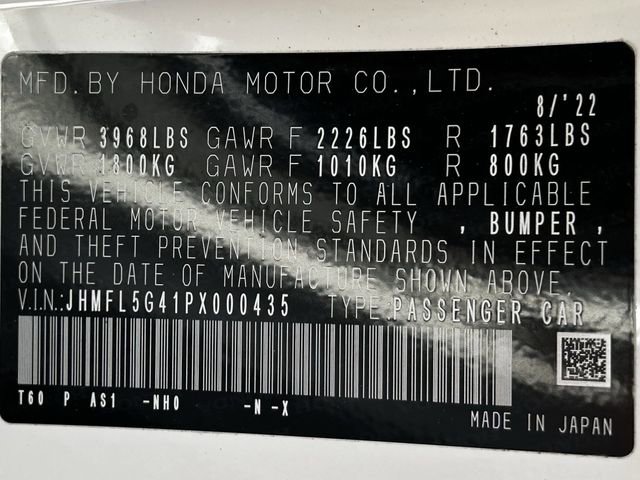 MFD. BY HONDA MOTOR CO.,LTD.
8/'22
GVWR 3968LBS GAWR F 2226LBS R 1763LBS
GVWR 1800KG GAWR F 1010KG R 800KG
THIS VEHICLE CONFORMS TO ALL APPLICABLE
FEDERAL MOTOR VEHICLE SAFETY , BUMPER ,
AND THEFT PREVENTION STANDARDS IN EFFECT
ON THE DATE OF MANUFACTURE SHOWN ABOVE.
V.I.N.:JHMFL5G41PX000435 TYPE:PASSENGER CAR
T60 P AS1 -NH0 -N -X
MADE IN JAPAN